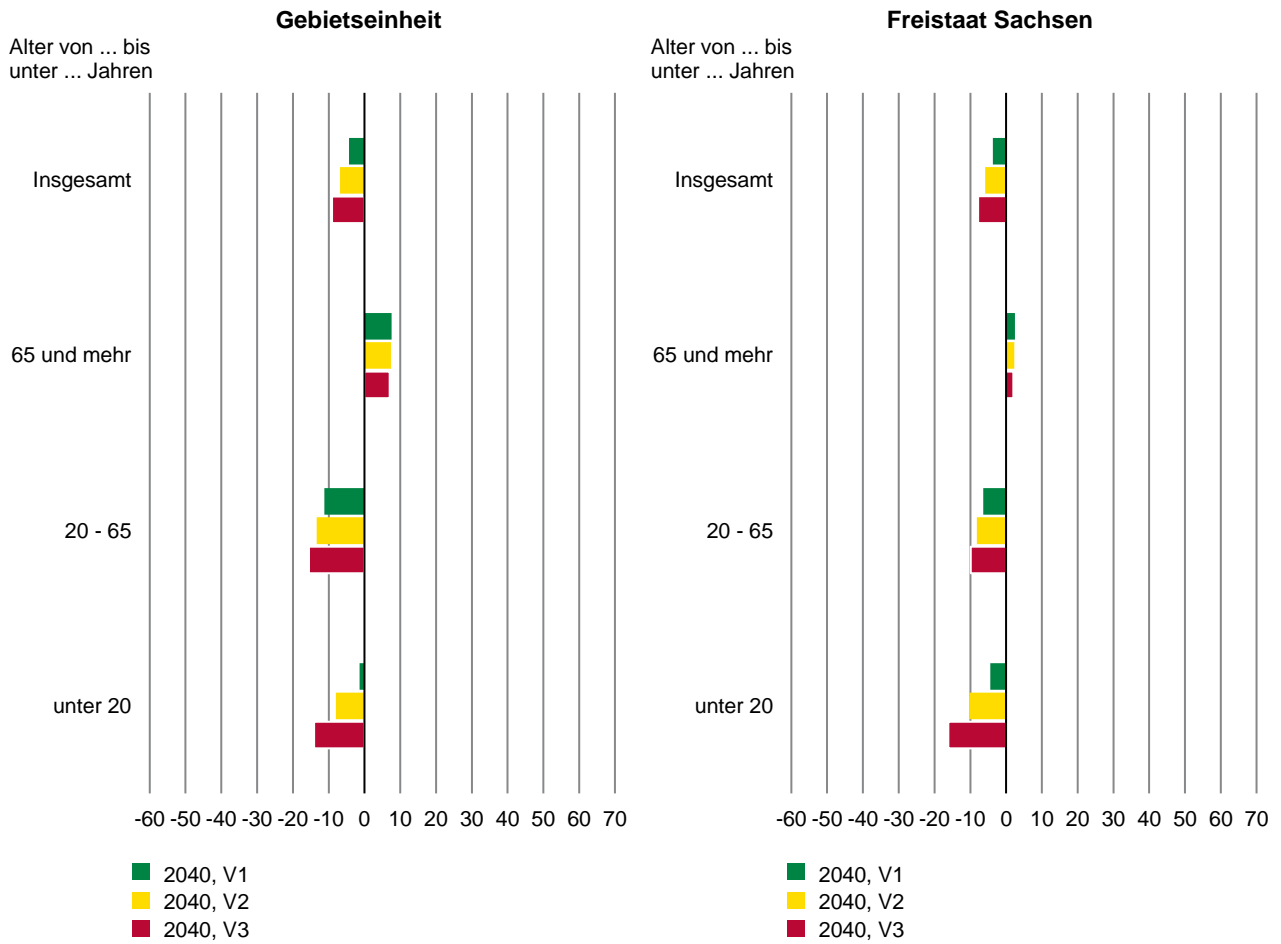 Gebietseinheit
Alter von ... bis
unter ... Jahren
Insgesamt
65 und mehr
20 - 65
unter 20
-60 -50 -40 -30 -20 -10 0 10 20 30 40 50 60 70
2040, V1
2040, V2
2040, V3
Freistaat Sachsen
Alter von ... bis
unter ... Jahren
Insgesamt
65 und mehr
20 - 65
unter 20
-60 -50 -40 -30 -20 -10 0 10 20 30 40 50 60 70
2040, V1
2040, V2
2040, V3